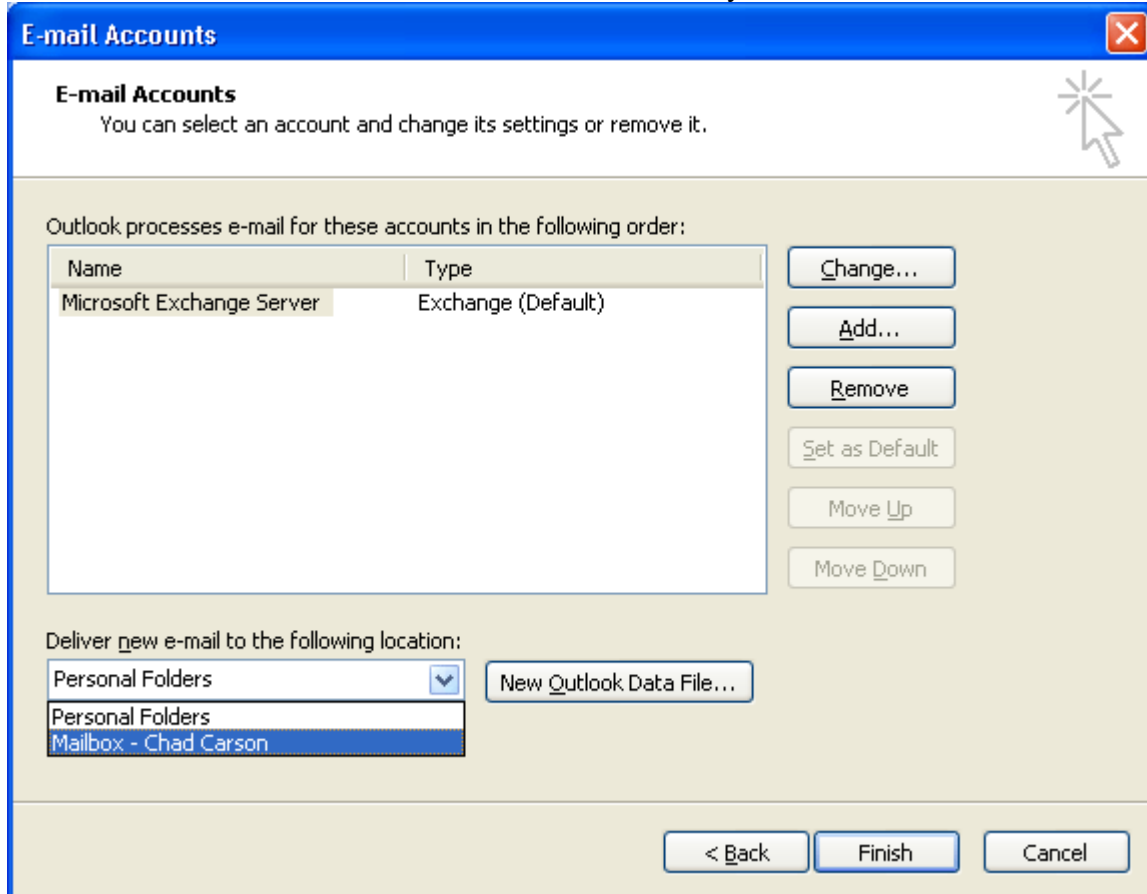 E-mail Accounts
E-mail Accounts
You can select an account and change its settings or remove it.
Outlook processes e-mail for these accounts in the following order:
Name Type
Microsoft Exchange Server Exchange (Default)
Change...
Add...
Remove
Set as Default
Move Up
Move Down
Deliver new e-mail to the following location:
Personal Folders
New Outlook Data File...
Personal Folders
Mailbox - Chad Carson
< Back Finish Cancel